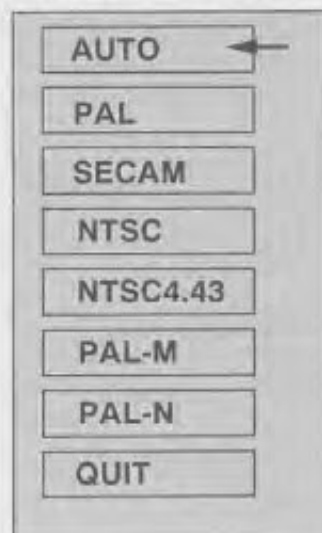 AUTO
PAL
SECAM
NTSC
NTSC4.43
PAL-M
PAL-N
QUIT